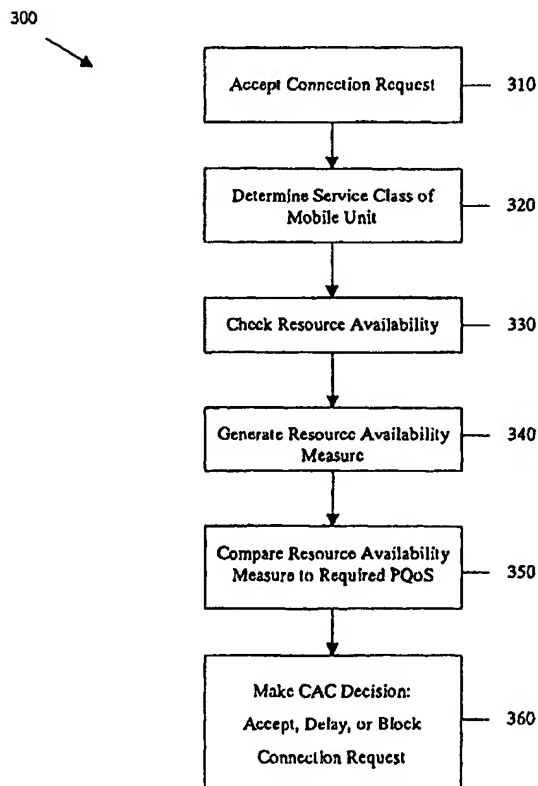 300
Accept Connection Request
310
Determine Service Class of
Mobile Unit
320
Check Resource Availability
330
Generate Resource Availability
Measure
340
Compare Resource Availability
Measure to Required PQoS
350
Make CAC Decision:
Accept, Delay, or Block
Connection Request
360